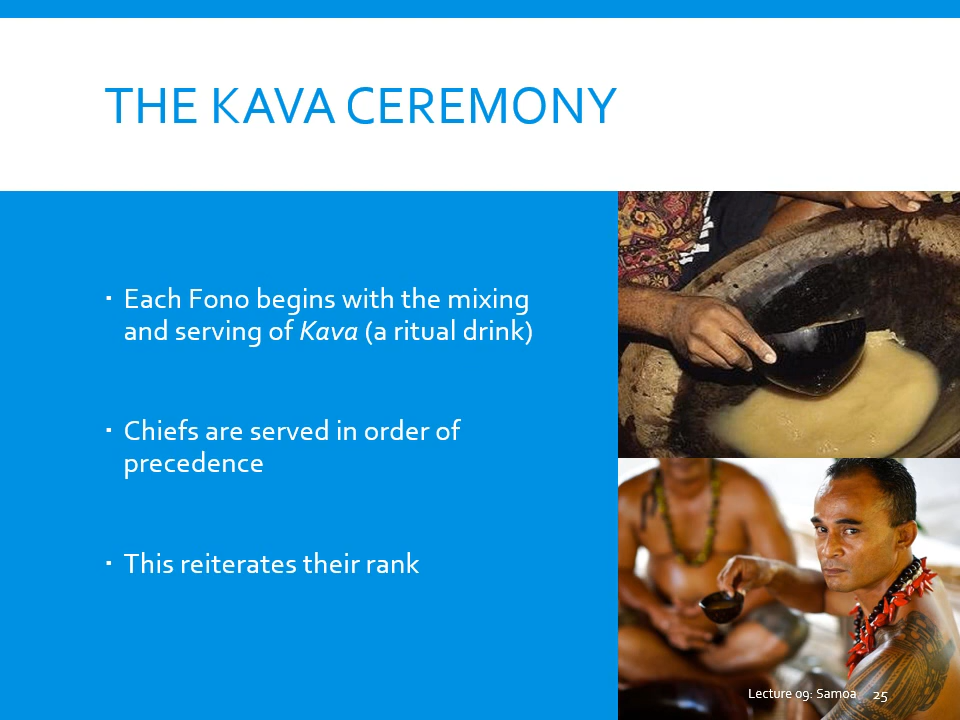 THE KAVA CEREMONY
▪ Each Fono begins with the mixing
and serving of Kava (a ritual drink)
▪ Chiefs are served in order of
precedence
▪ This reiterates their rank
Lecture 09: Samoa 25